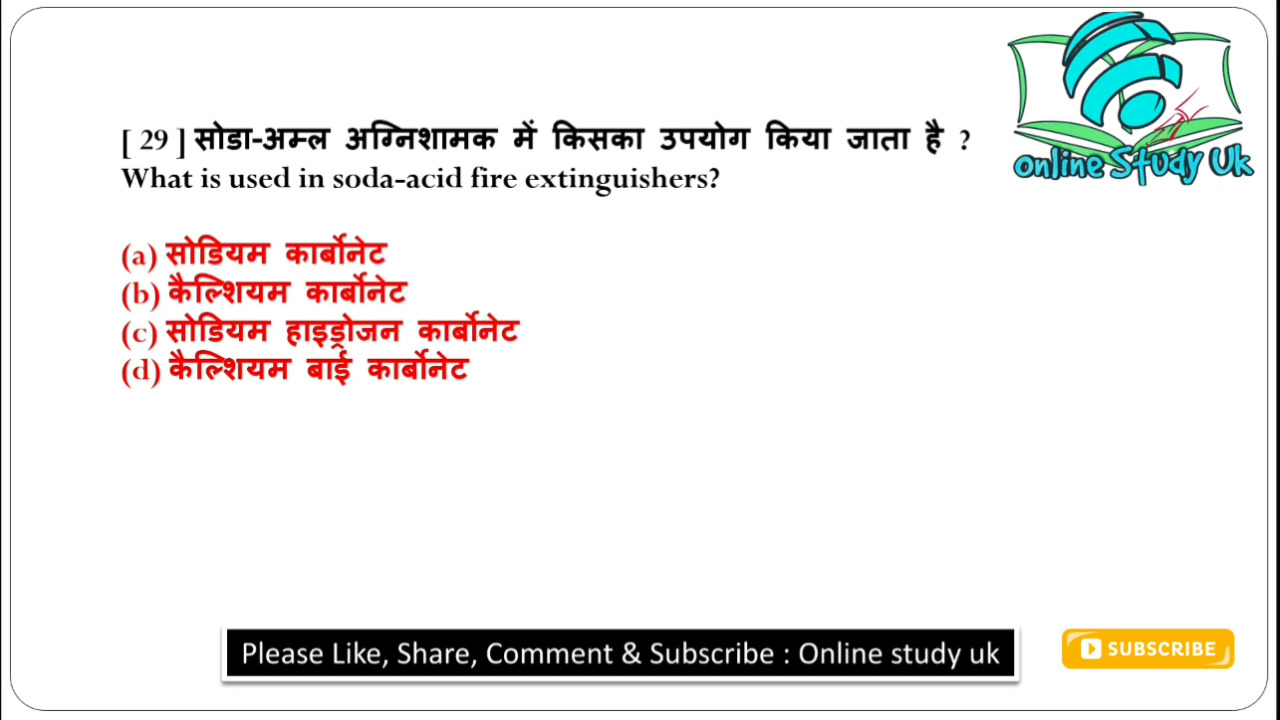 [ 29 ] सोडा-अम्ल अग्निशामक में किसका उपयोग किया जाता है ?
What is used in soda-acid fire extinguishers?
(a) सोडियम कार्बोनेट
(b) कैल्शियम कार्बोनेट
(c) सोडियम हाइड्रोजन कार्बोनेट
(d) कैल्शियम बाई कार्बोनेट
online Study Uk
Please Like, Share, Comment & Subscribe : Online study uk
SUBSCRIBE